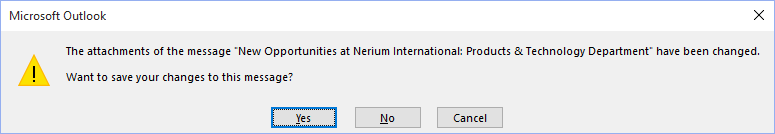 Microsoft Outlook
The attachments of the message "New Opportunities at Nerium International: Products & Technology Department" have been changed.
Want to save your changes to this message?
Yes
No
Cancel